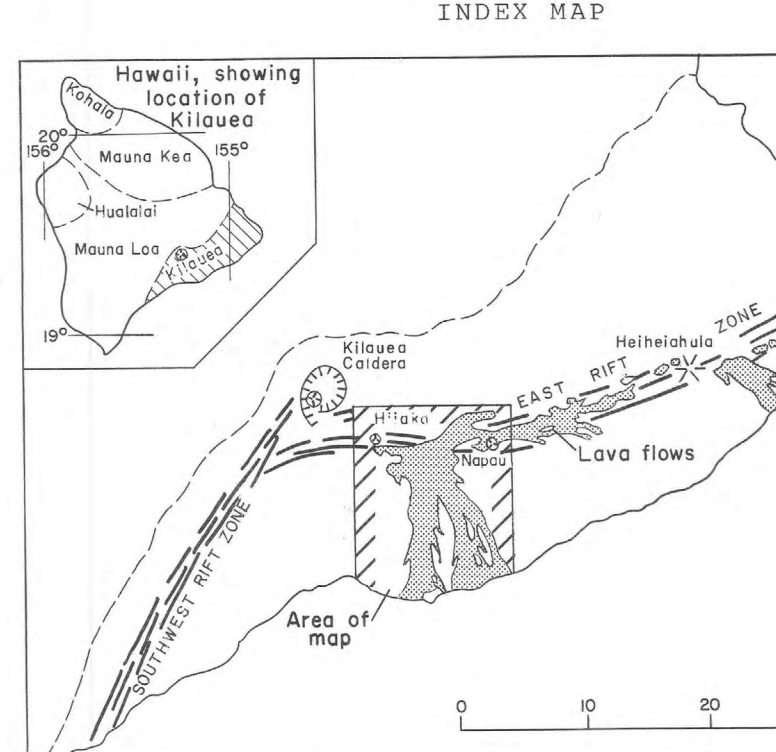 INDEX MAP
Hawaii, showing
location of
Kilauea
Kohala
20°
156°
155°
Mauna Kea
Hualalai
Mauna Loa
Kilauea
19°
Kilauea
Caldera
Heiheiahula
EAST RIFT ZONE
Hiiaka
Napau
Lava flows
SOUTHWEST RIFT ZONE
Area of
map
0 10 20